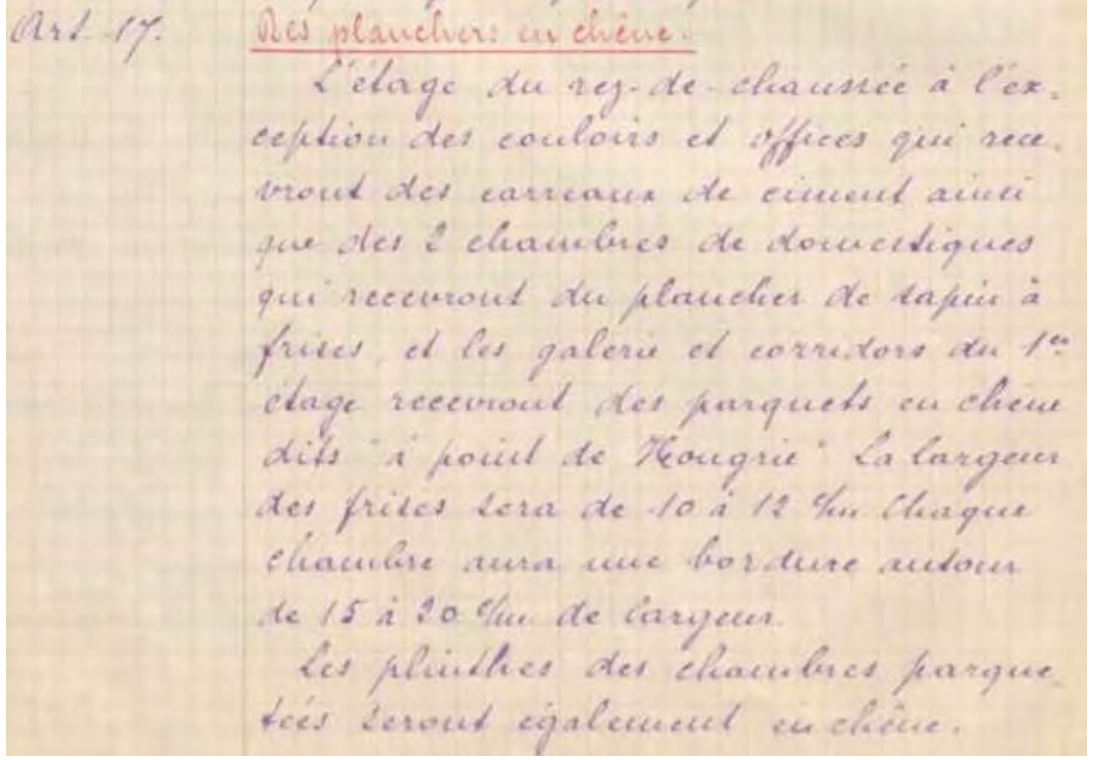 Art. 17. Des planchers en chêne.
L'étage du rez-de-chaussée à l'ex=
ception des couloirs et offices qui rece-
vront des carreaux de ciment ainsi
que des 2 chambres de domestiques
qui recevront du plancher de sapin à
frises, et les galerie et corridors du 1er
étage recevront des parquets en chêne
dits "à point de Hongrie" La largeur
des frises sera de 10 à 12 c/m Chaque
chambre aura une bordure autour
de 15 à 20 c/m de largeur.
Les plinthes des chambres parque-
teés seront également en chêne.